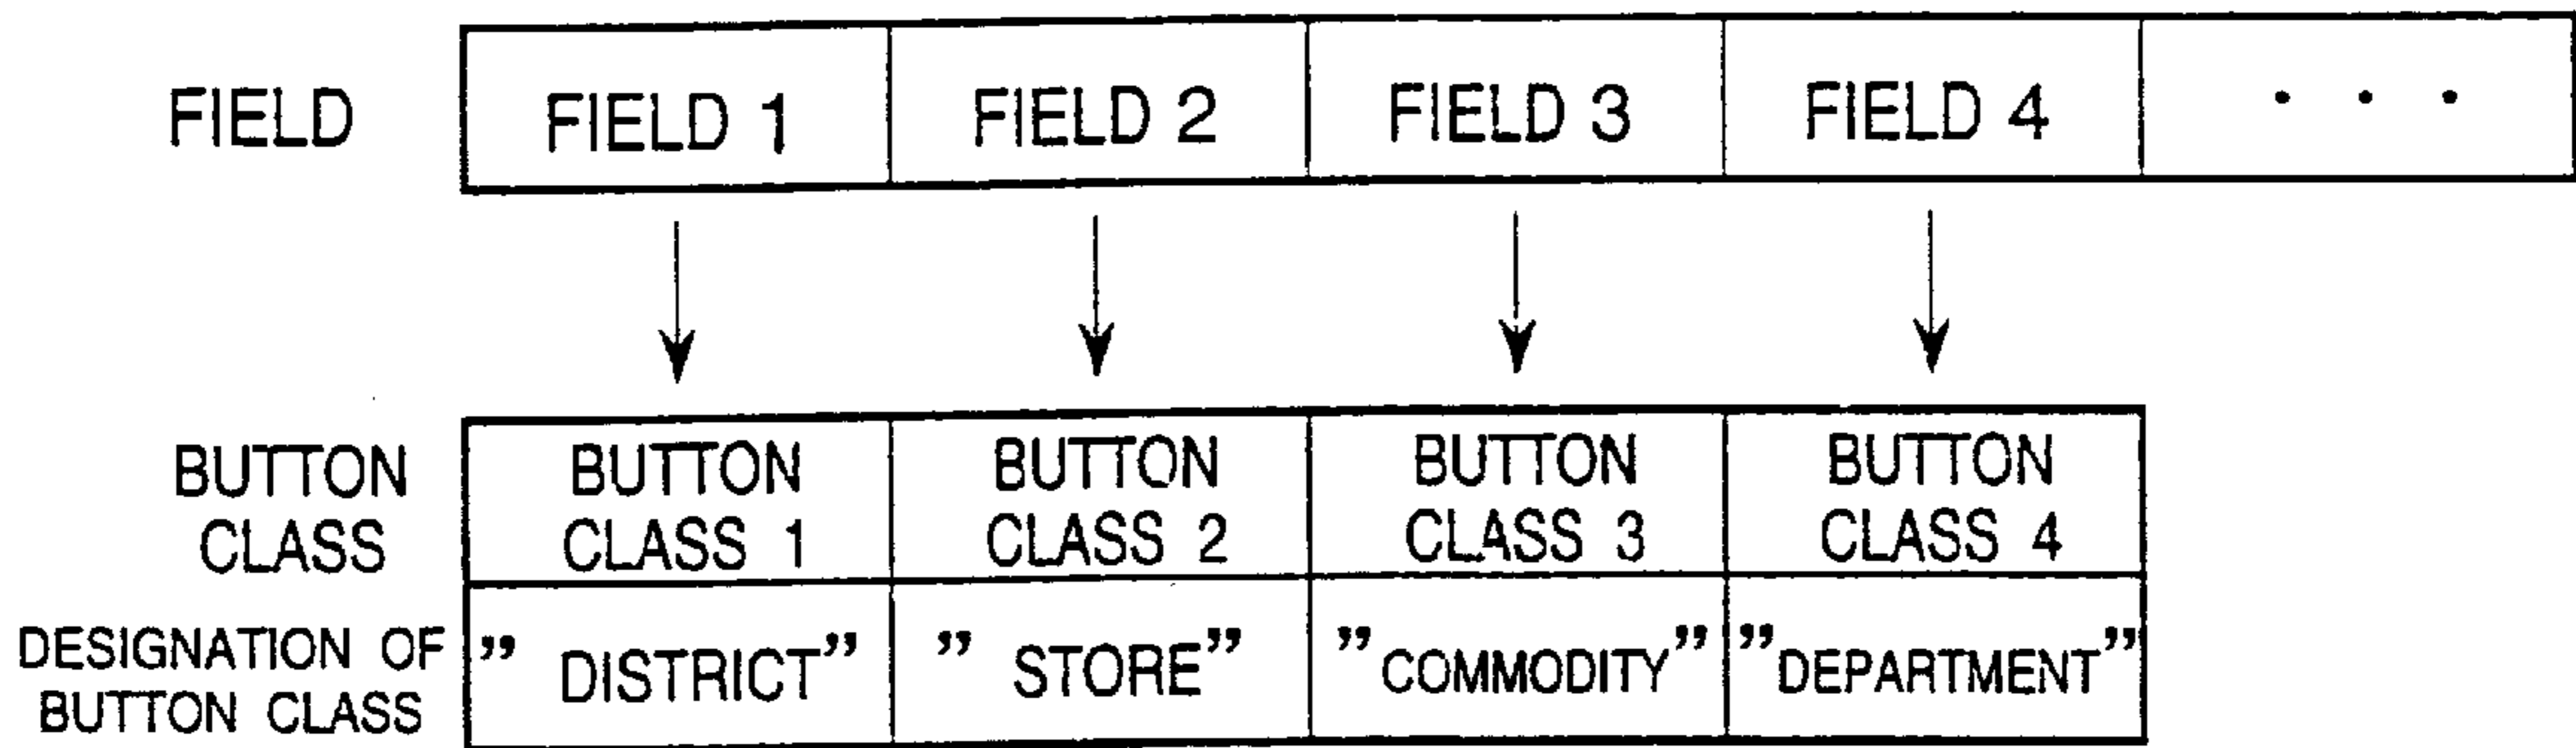 FIELD FIELD 1 FIELD 2 FIELD 3 FIELD 4 . . .
BUTTON BUTTON BUTTON BUTTON BUTTON
CLASS CLASS 1 CLASS 2 CLASS 3 CLASS 4
DESIGNATION OF ” DISTRICT” ” STORE” ”COMMODITY” ”DEPARTMENT”
BUTTON CLASS